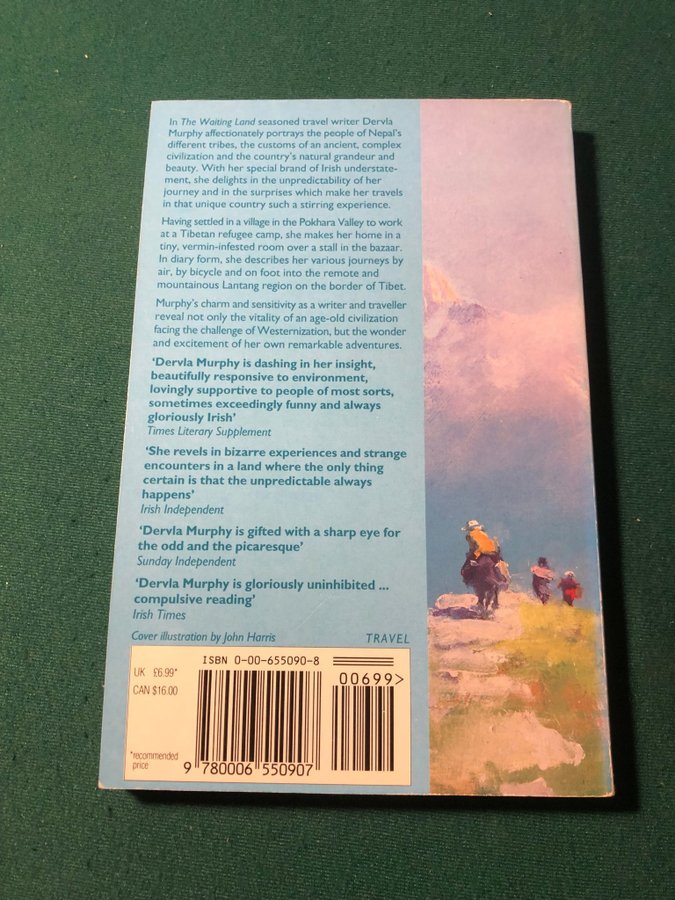 In The Waiting Land seasoned travel writer Dervla
Murphy affectionately portrays the people of Nepal's
different tribes, the customs of an ancient, complex
civilization and the country's natural grandeur and
beauty. With her special brand of Irish understate-
ment, she delights in the unpredictability of her
journey and in the surprises which make her travels
in that unique country such a stirring experience.
Having settled in a village in the Pokhara Valley to work
at a Tibetan refugee camp, she makes her home in a
tiny, vermin-infested room over a stall in the bazaar.
In diary form, she describes her various journeys by
air, by bicycle and on foot into the remote and
mountainous Lantang region on the border of Tibet.
Murphy's charm and sensitivity as a writer and traveller
reveal not only the vitality of an age-old civilization
facing the challenge of Westernization, but the wonder
and excitement of her own remarkable adventures.
'Dervla Murphy is dashing in her insight,
beautifully responsive to environment,
lovingly supportive to people of most sorts,
sometimes exceedingly funny and always
gloriously Irish'
Times Literary Supplement
'She revels in bizarre experiences and strange
encounters in a land where the only thing
certain is that the unpredictable always
happens'
Irish Independent
'Dervla Murphy is gifted with a sharp eye for
the odd and the picaresque'
Sunday Independent
'Dervla Murphy is gloriously uninhibited ...
compulsive reading'
Irish Times
Cover illustration by John Harris
TRAVEL
UK £6.99*
CAN $16.00
*recommended
price
ISBN 0-00-655090-8
00699>
9 780006 550907